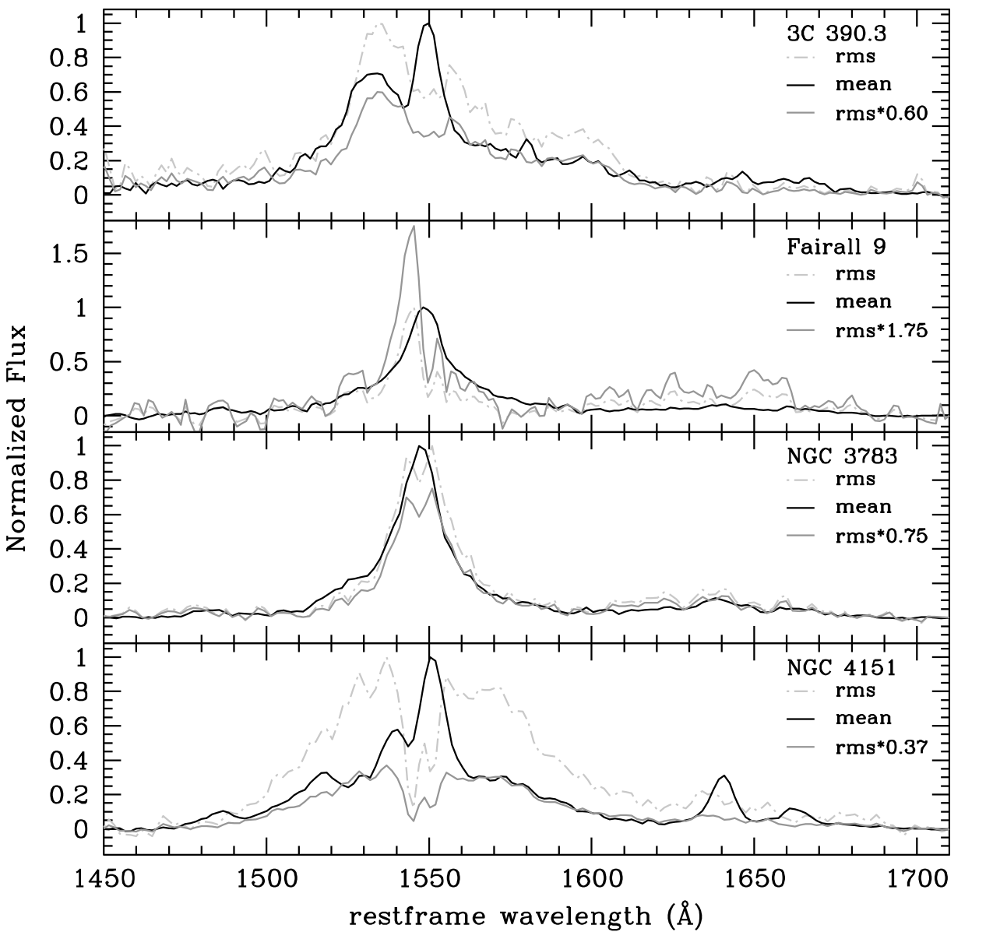 3C 390.3
rms
mean
rms*0.60
1
0.8
0.6
0.4
0.2
0
Fairall 9
rms
mean
rms*1.75
1.5
1
0.5
0
NGC 3783
rms
mean
rms*0.75
1
0.8
0.6
0.4
0.2
0
NGC 4151
rms
mean
rms*0.37
1
0.8
0.6
0.4
0.2
0
Normalized Flux
1450 1500 1550 1600 1650 1700
restframe wavelength (Å)